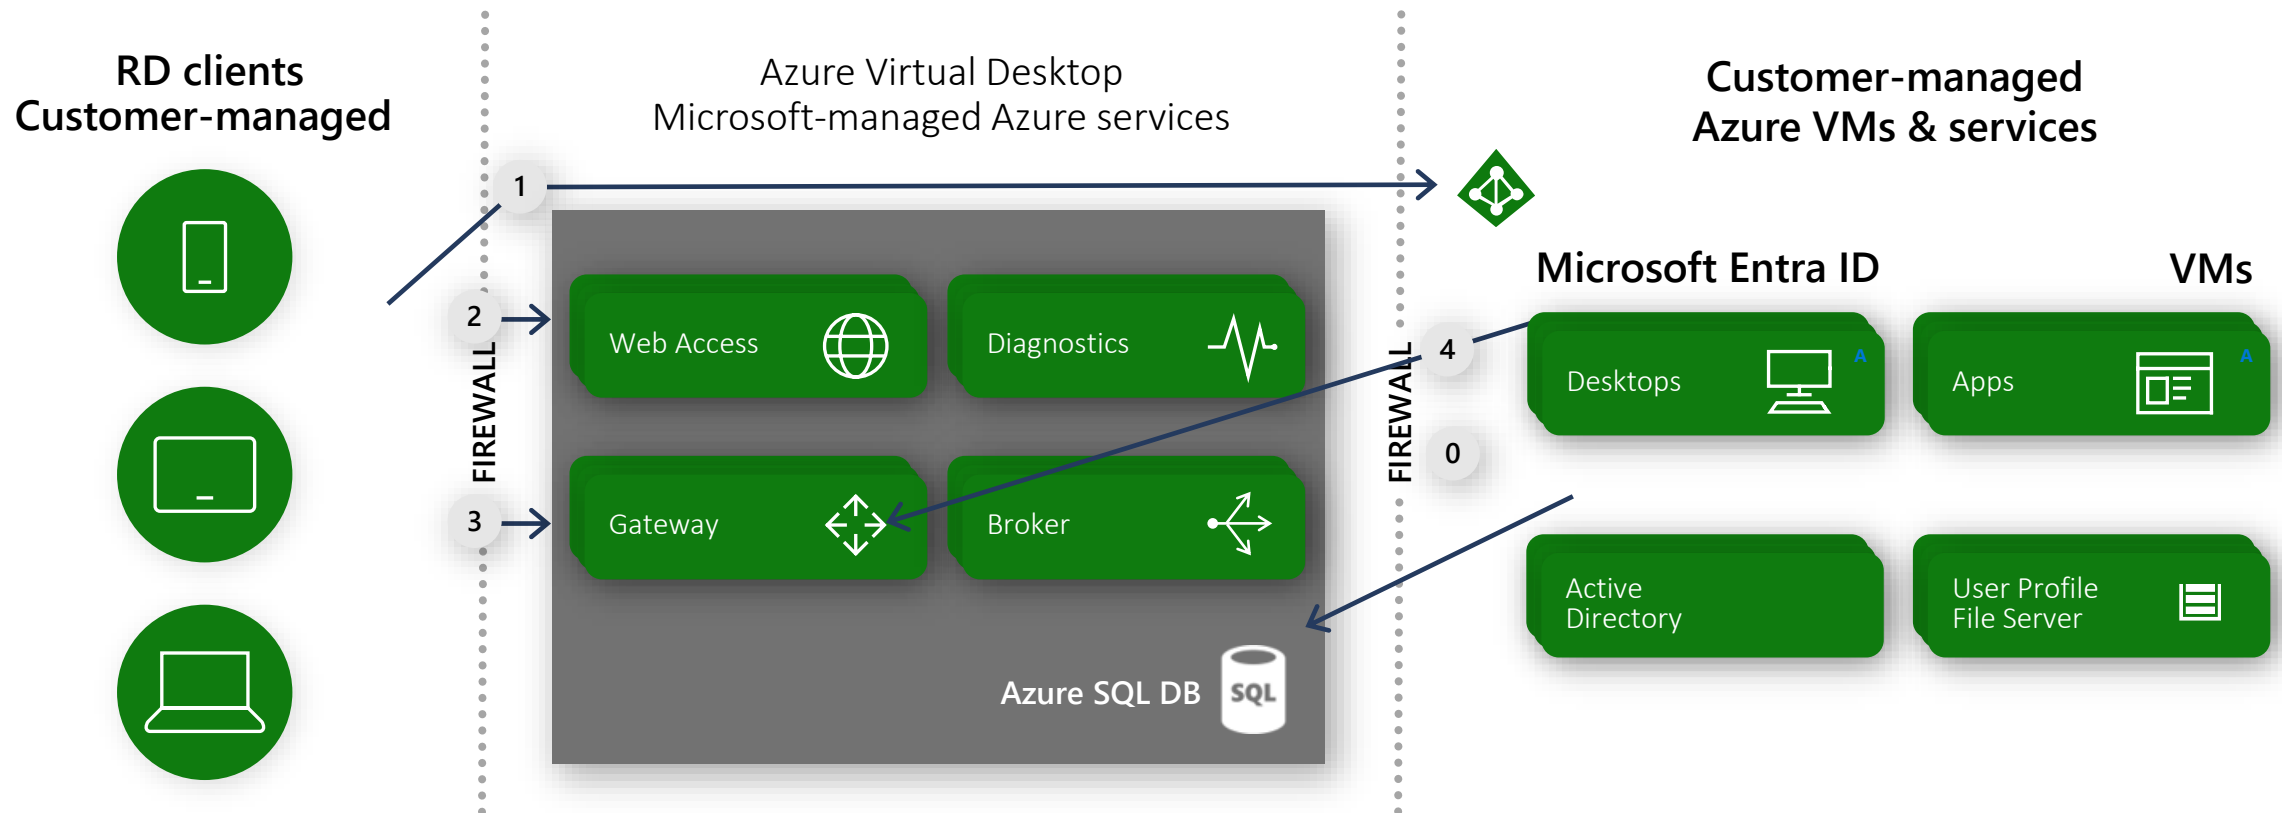 RD clients
Customer-managed
Azure Virtual Desktop
Microsoft-managed Azure services
Customer-managed
Azure VMs & services
1
Microsoft Entra ID
VMs
2
FIREWALL
Web Access
Diagnostics
FIREWALL
4
Desktops
A
Apps
A
0
3
Gateway
Broker
Active
Directory
User Profile
File Server
Azure SQL DB
SQL